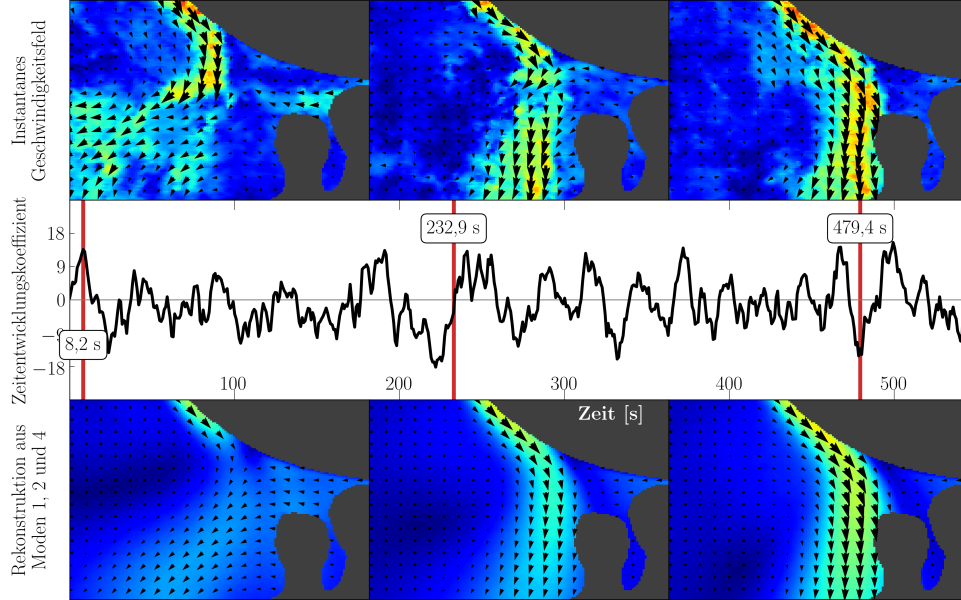 Instantanes
Geschwindigkeitsfeld
Zeitentwicklungskoeffizient
18
9
0
−18
8,2 s
232,9 s
479,4 s
100
200
300
400
500
Zeit [s]
Rekonstruktion aus
Moden 1, 2 und 4